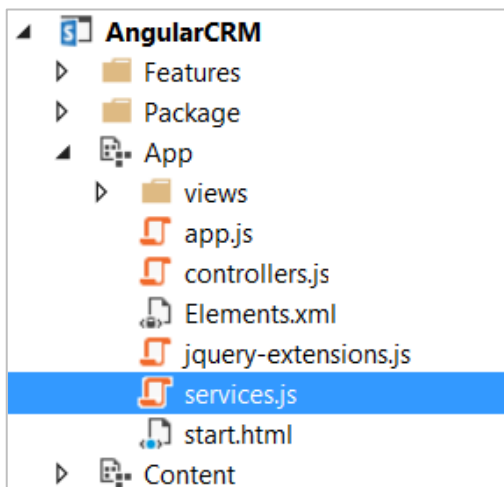 AngularCRM
Features
Package
App
views
app.js
controllers.js
Elements.xml
jquery-extensions.js
services.js
start.html
Content